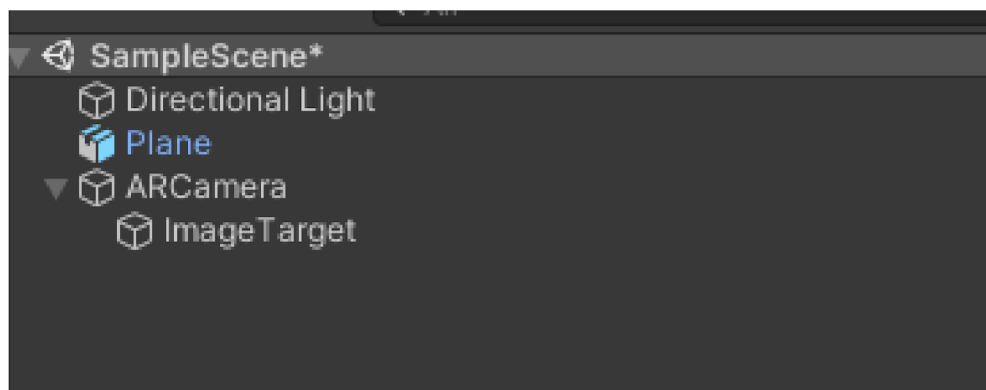 SampleScene*
Directional Light
Plane
ARCamera
ImageTarget